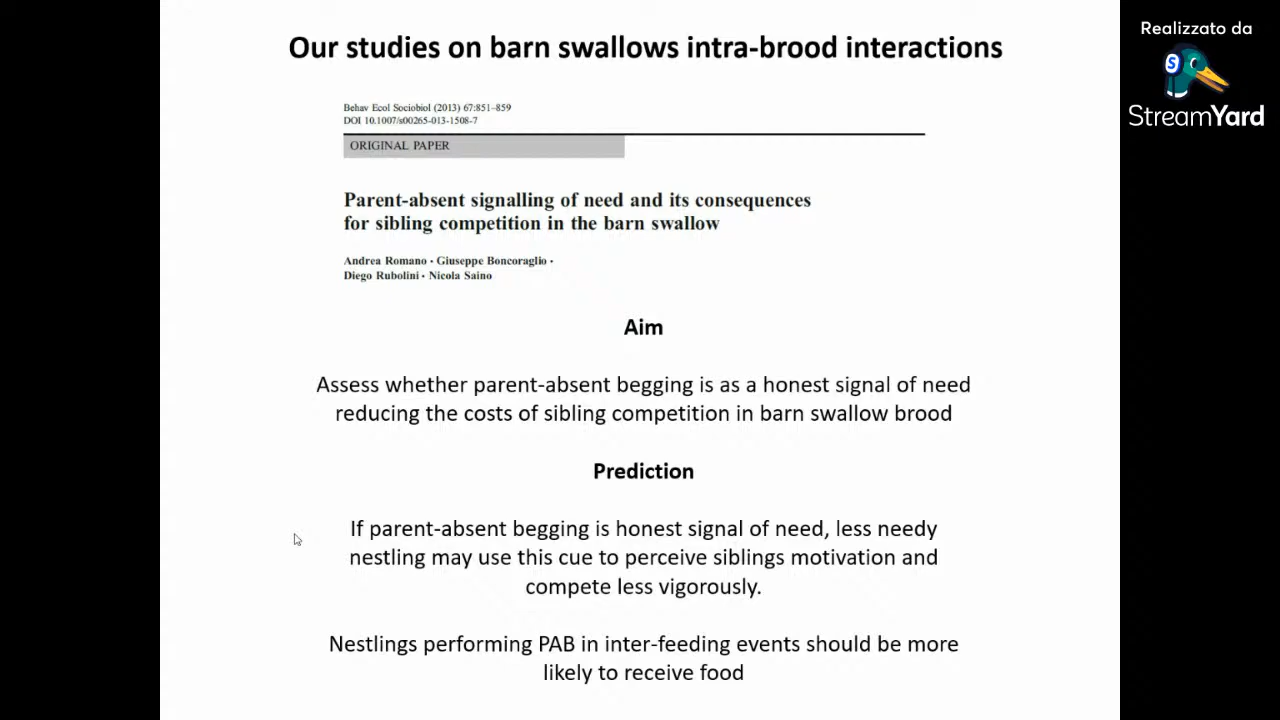 Our studies on barn swallows intra-brood interactions
Realizzato da
S
StreamYard
Behav Ecol Sociobiol (2013) 67:851–859
DOI 10.1007/s00265-013-1508-7
ORIGINAL PAPER
Parent-absent signalling of need and its consequences
for sibling competition in the barn swallow
Andrea Romano · Giuseppe Boncoraglio ·
Diego Rubolini · Nicola Saino
Aim
Assess whether parent-absent begging is as a honest signal of need
reducing the costs of sibling competition in barn swallow brood
Prediction
If parent-absent begging is honest signal of need, less needy
nestling may use this cue to perceive siblings motivation and
compete less vigorously.
Nestlings performing PAB in inter-feeding events should be more
likely to receive food